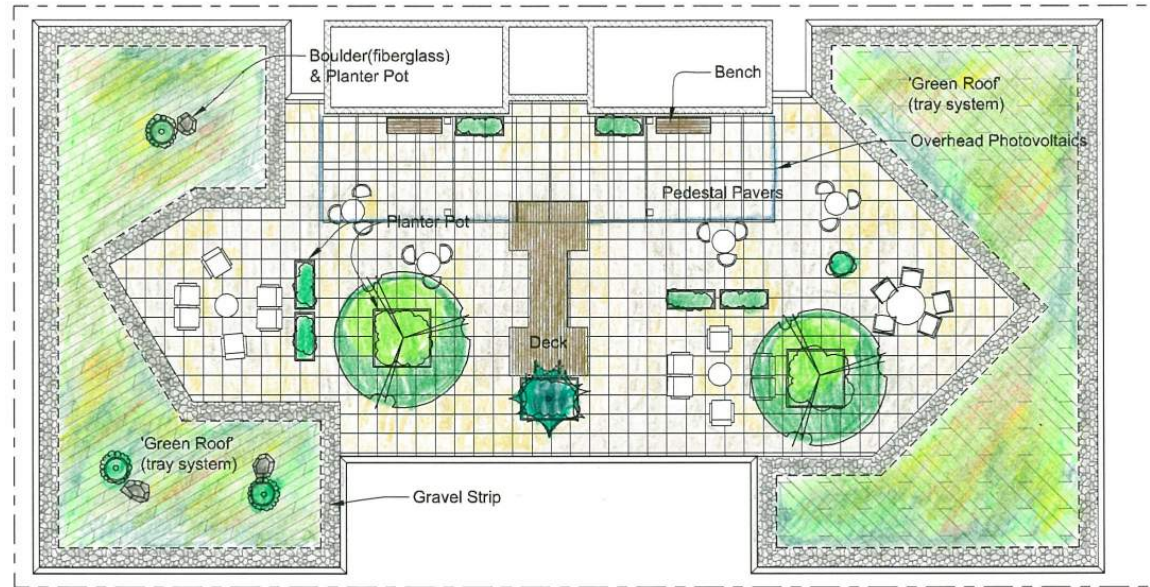 Boulder(fiberglass)
& Planter Pot
Bench
'Green Roof'
(tray system)
Overhead Photovoltaics
Pedestal Pavers
Planter Pot
Deck
'Green Roof'
(tray system)
Gravel Strip